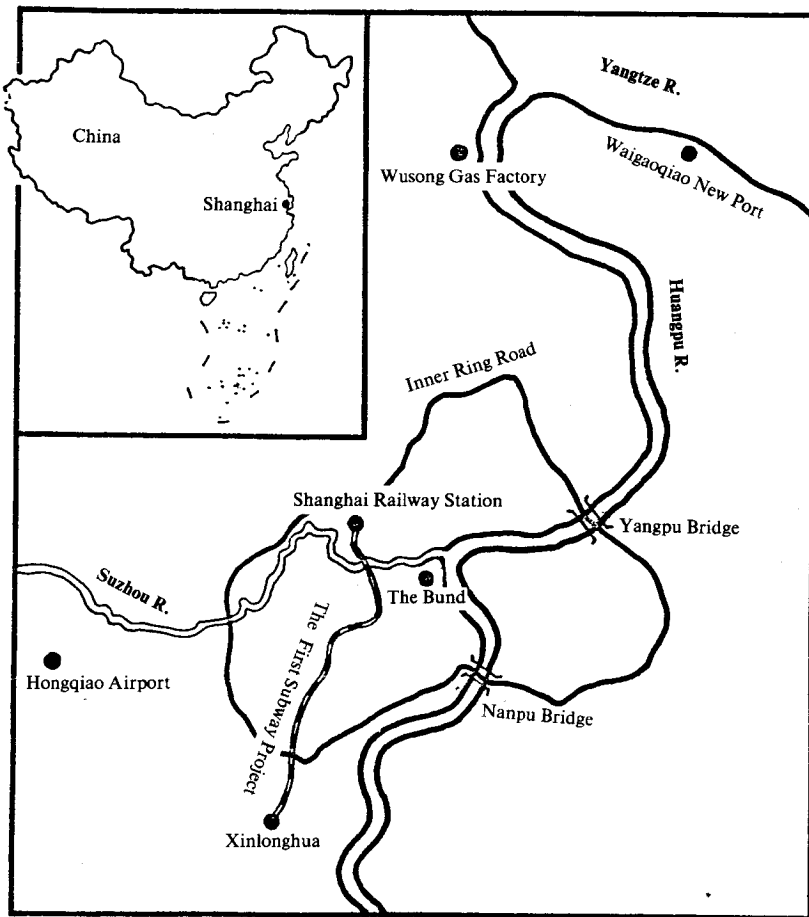 China
Shanghai
Yangtze R.
Wusong Gas Factory
Waigaoqiao New Port
Huangpu R.
Inner Ring Road
Shanghai Railway Station
Yangpu Bridge
Suzhou R.
The Bund
The First Subway Project
Hongqiao Airport
Nanpu Bridge
Xinlonghua